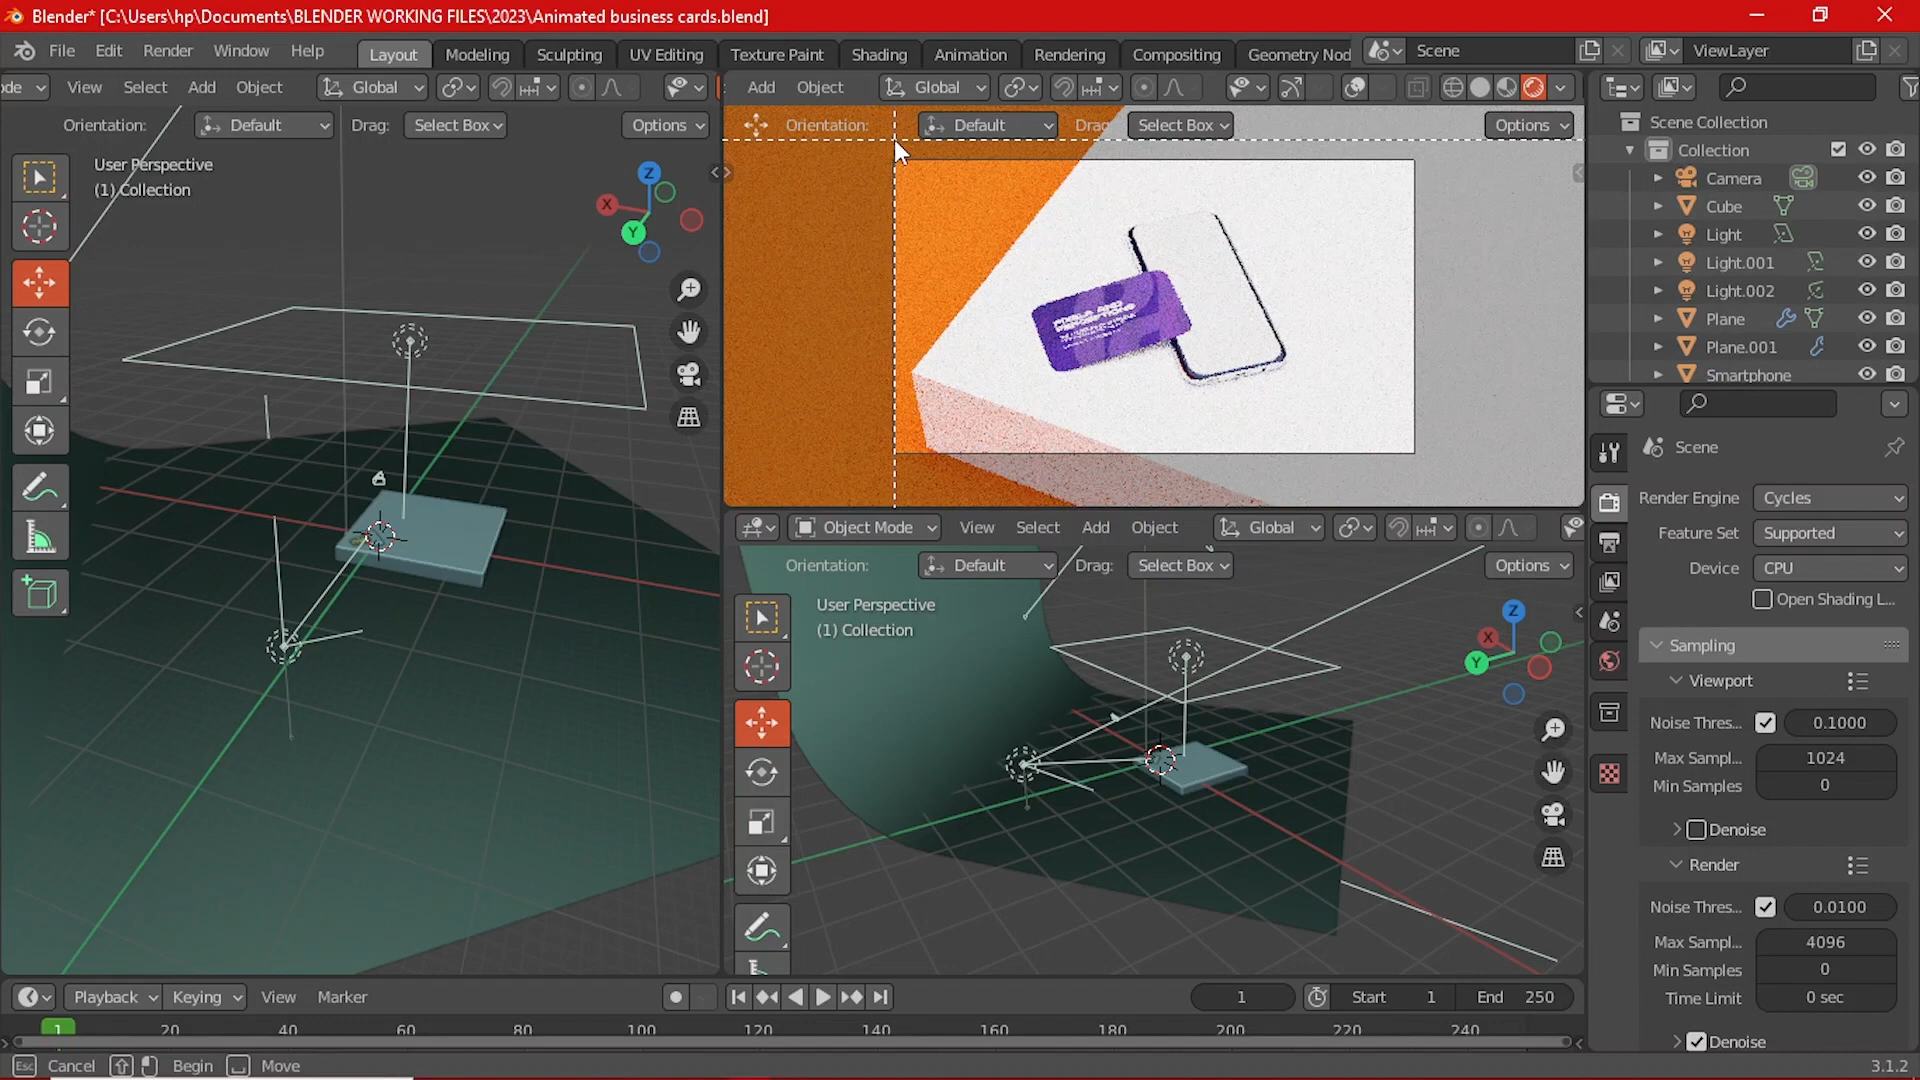 Blender* [C:\Users\hp\Documents\BLENDER WORKING FILES\2023\Animated business cards.blend]
File Edit Render Window Help Layout Modeling Sculpting UV Editing Texture Paint Shading Animation Rendering Compositing Geometry Nod Scene ViewLayer
ode View Select Add Object Global
Add Object Global
Orientation: Default Drag: Select Box Options
Orientation: Default Drag Select Box Options
User Perspective
(1) Collection
Z
X
Y
Scene Collection
Collection
Camera
Cube
Light
Light.001
Light.002
Plane
Plane.001
Smartphone
Object Mode View Select Add Object Global
Orientation: Default Drag: Select Box Options
User Perspective
(1) Collection
Z
X
Y
Scene
Render Engine Cycles
Feature Set Supported
Device CPU
Open Shading L...
Sampling
Viewport
Noise Thres... 0.1000
Max Sampl... 1024
Min Samples 0
Denoise
Render
Noise Thres... 0.0100
Max Sampl... 4096
Min Samples 0
Time Limit 0 sec
Denoise
Playback Keying View Marker 1 Start 1 End 250
1 20 40 60 80 100 120 140 160 180 200 220 240
Esc Cancel Begin Move 3.1.2